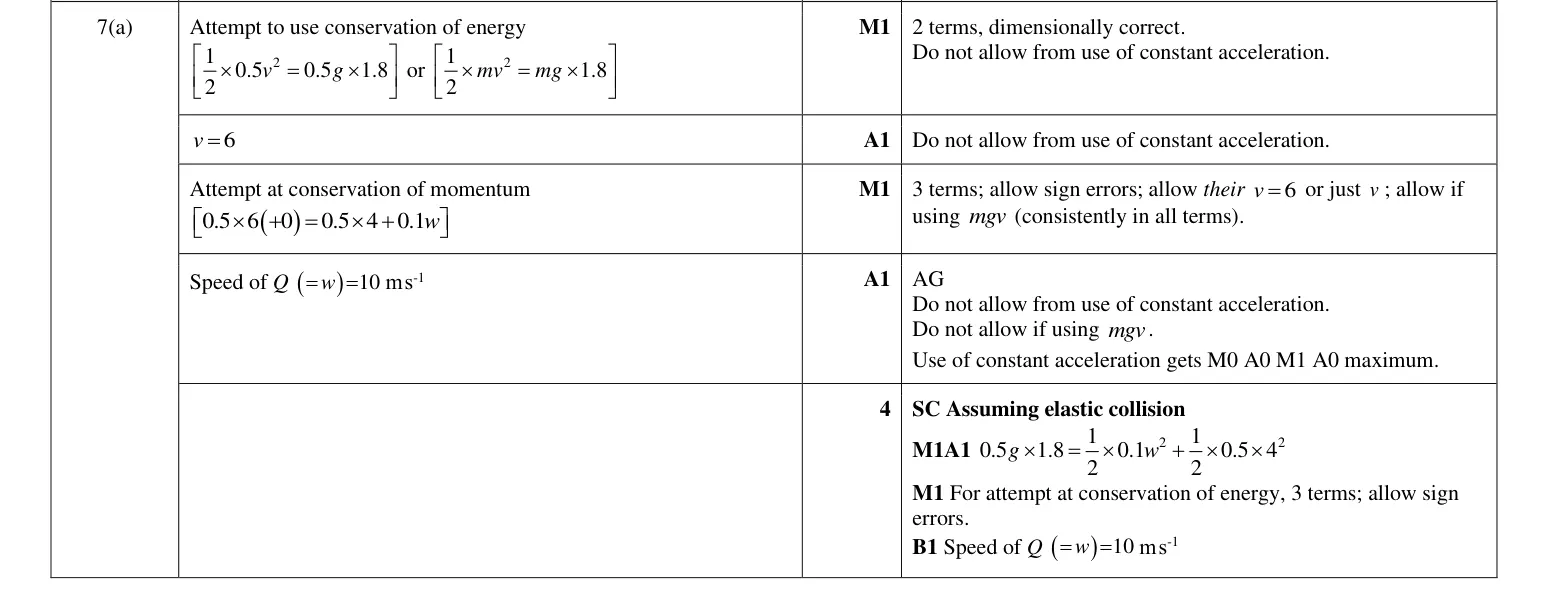 7(a)
Attempt to use conservation of energy
[1/2 × 0.5v² = 0.5g × 1.8] or [1/2 × mv² = mg × 1.8]
M1
2 terms, dimensionally correct.
Do not allow from use of constant acceleration.
v = 6
A1
Do not allow from use of constant acceleration.
Attempt at conservation of momentum
[0.5 × 6(+0) = 0.5 × 4 + 0.1w]
M1
3 terms; allow sign errors; allow their v = 6 or just v ; allow if
using mgv (consistently in all terms).
Speed of Q (= w) = 10 ms⁻¹
A1
AG
Do not allow from use of constant acceleration.
Do not allow if using mgv.
Use of constant acceleration gets M0 A0 M1 A0 maximum.
4
SC Assuming elastic collision
M1A1 0.5g × 1.8 = 1/2 × 0.1w² + 1/2 × 0.5 × 4²
M1 For attempt at conservation of energy, 3 terms; allow sign
errors.
B1 Speed of Q (= w) = 10 ms⁻¹